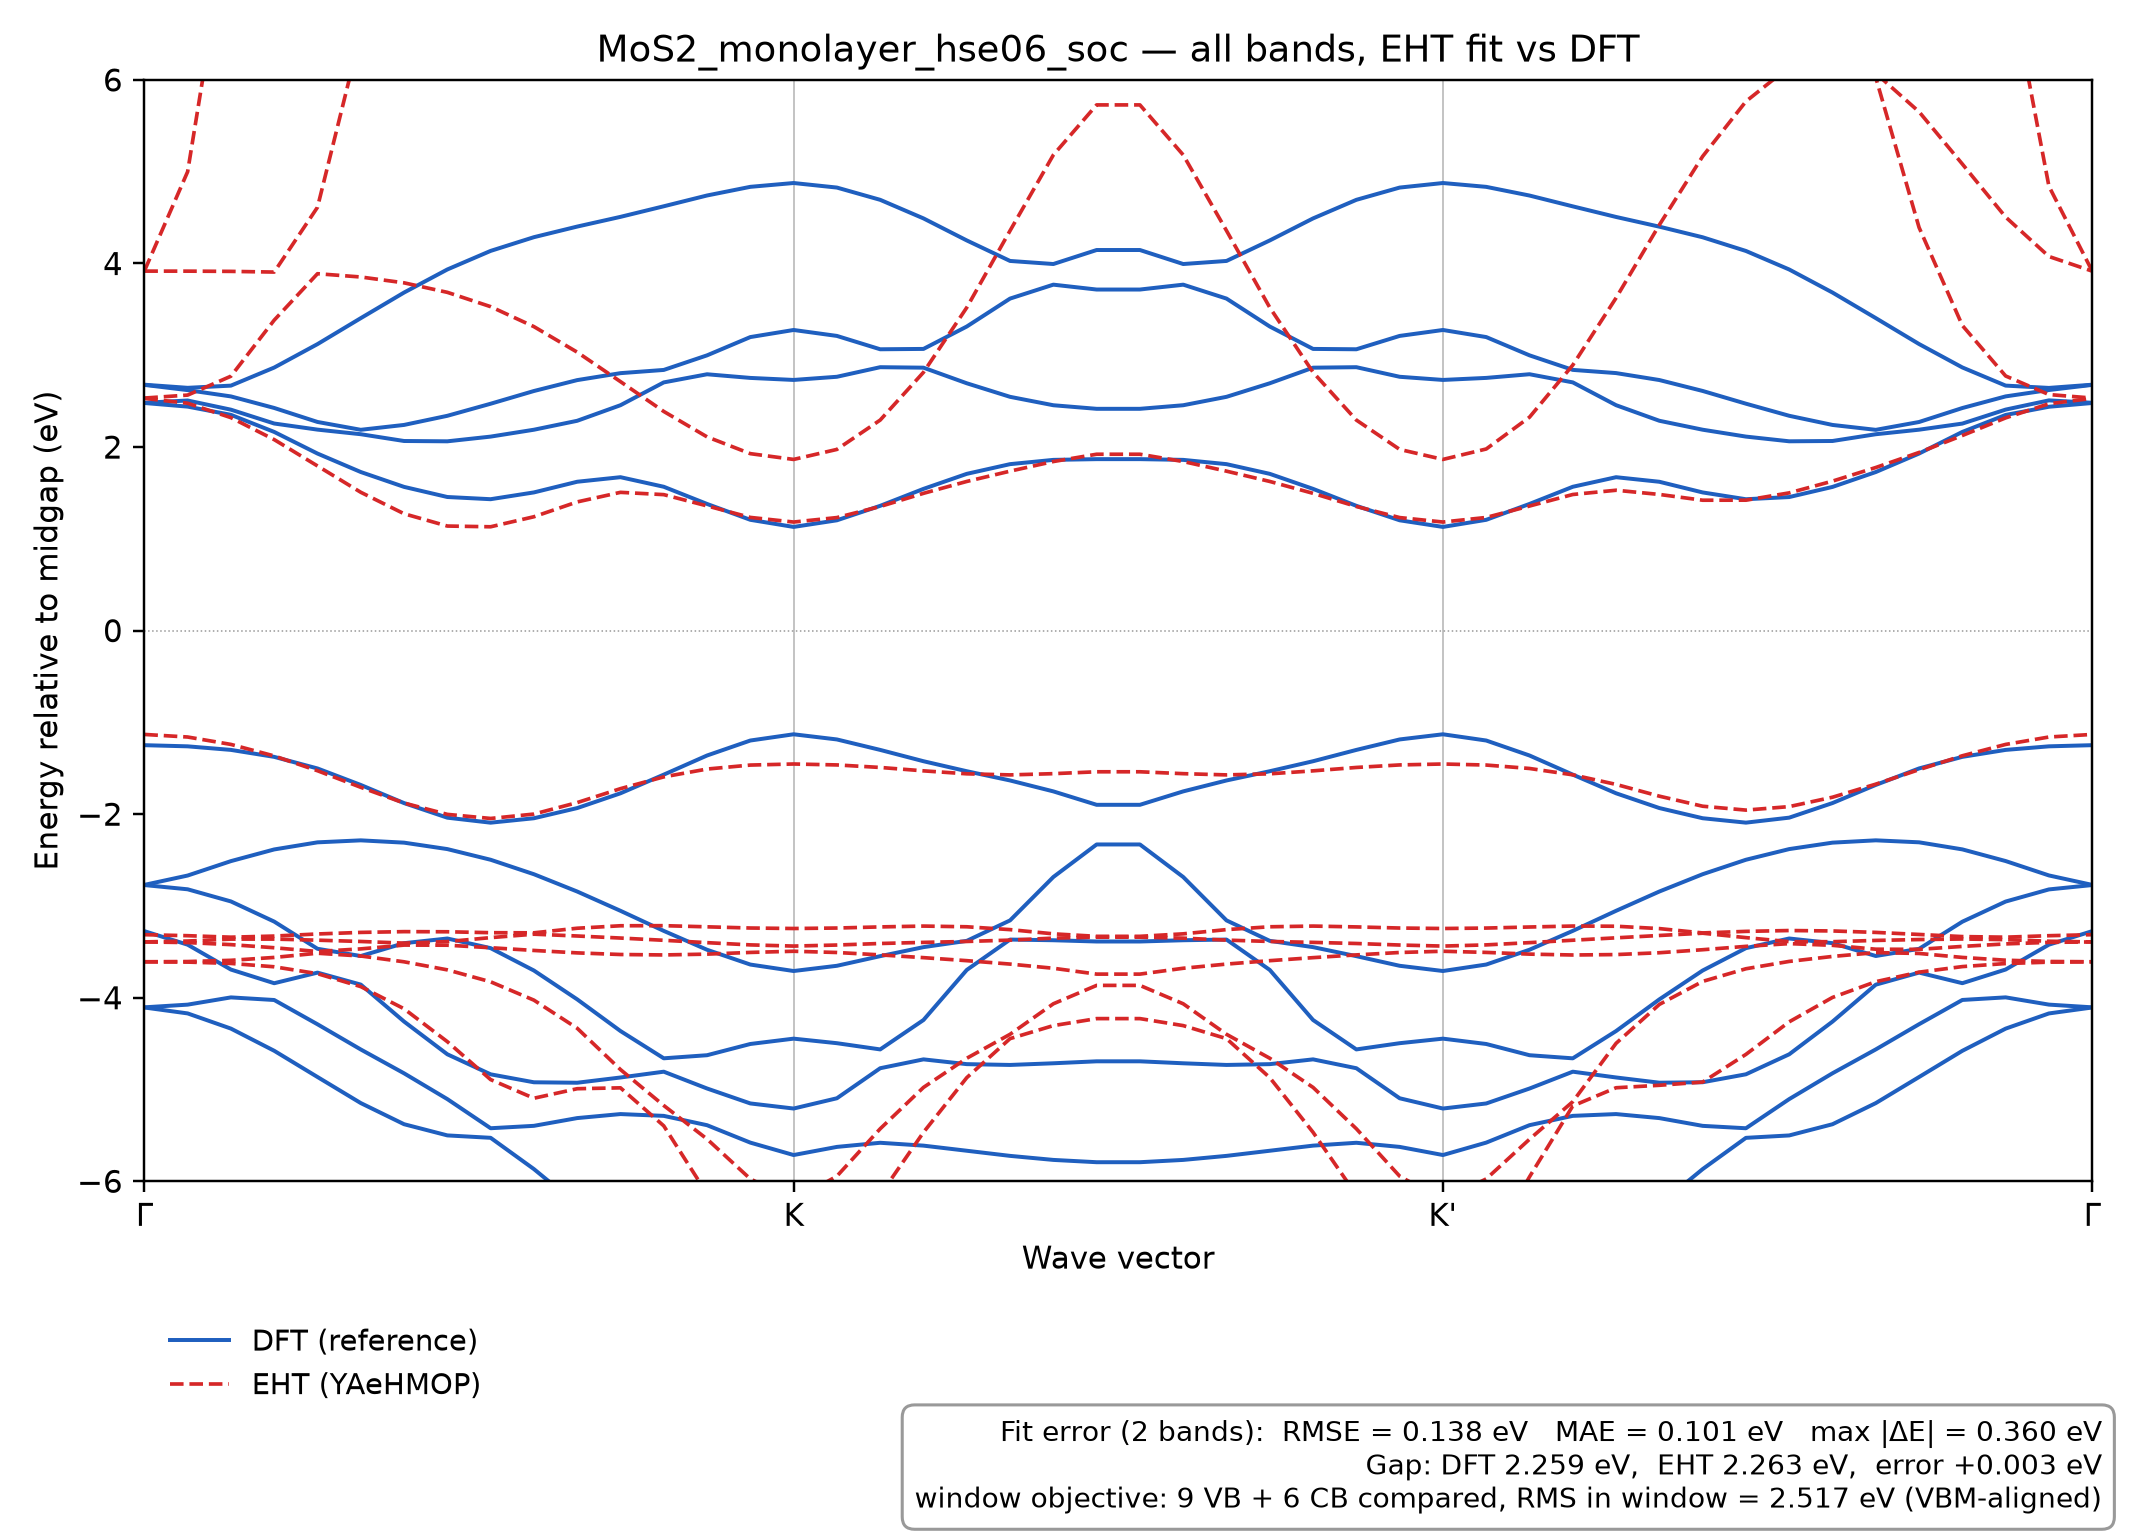 MoS2_monolayer_hse06_soc — all bands, EHT fit vs DFT
6
4
2
0
−2
−4
−6
Energy relative to midgap (eV)
Γ K K' Γ
Wave vector
DFT (reference)
EHT (YAeHMOP)
Fit error (2 bands):  RMSE = 0.138 eV   MAE = 0.101 eV   max |ΔE| = 0.360 eV
Gap: DFT 2.259 eV,  EHT 2.263 eV,  error +0.003 eV
window objective: 9 VB + 6 CB compared, RMS in window = 2.517 eV (VBM-aligned)